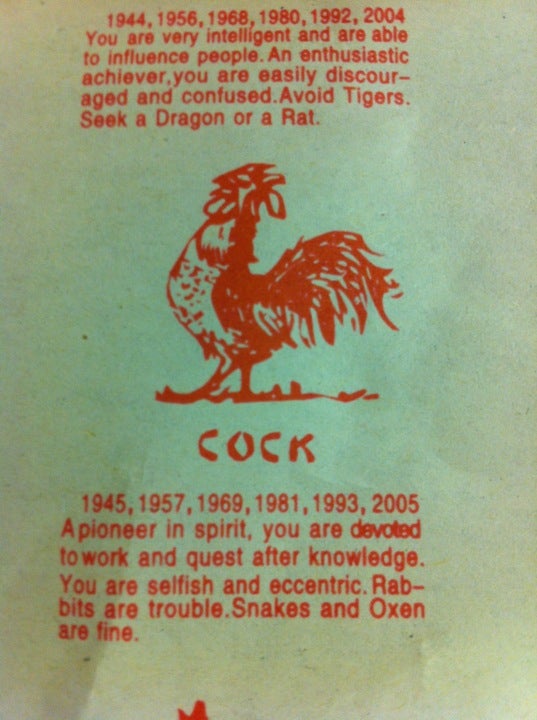 1944, 1956, 1968, 1980, 1992, 2004
You are very intelligent and are able
to influence people. An enthusiastic
achiever,you are easily discour-
aged and confused.Avoid Tigers.
Seek a Dragon or a Rat.
COCK
1945, 1957, 1969, 1981, 1993, 2005
A pioneer in spirit, you are devoted
to work and quest after knowledge.
You are selfish and eccentric. Rab-
bits are trouble.Snakes and Oxen
are fine.